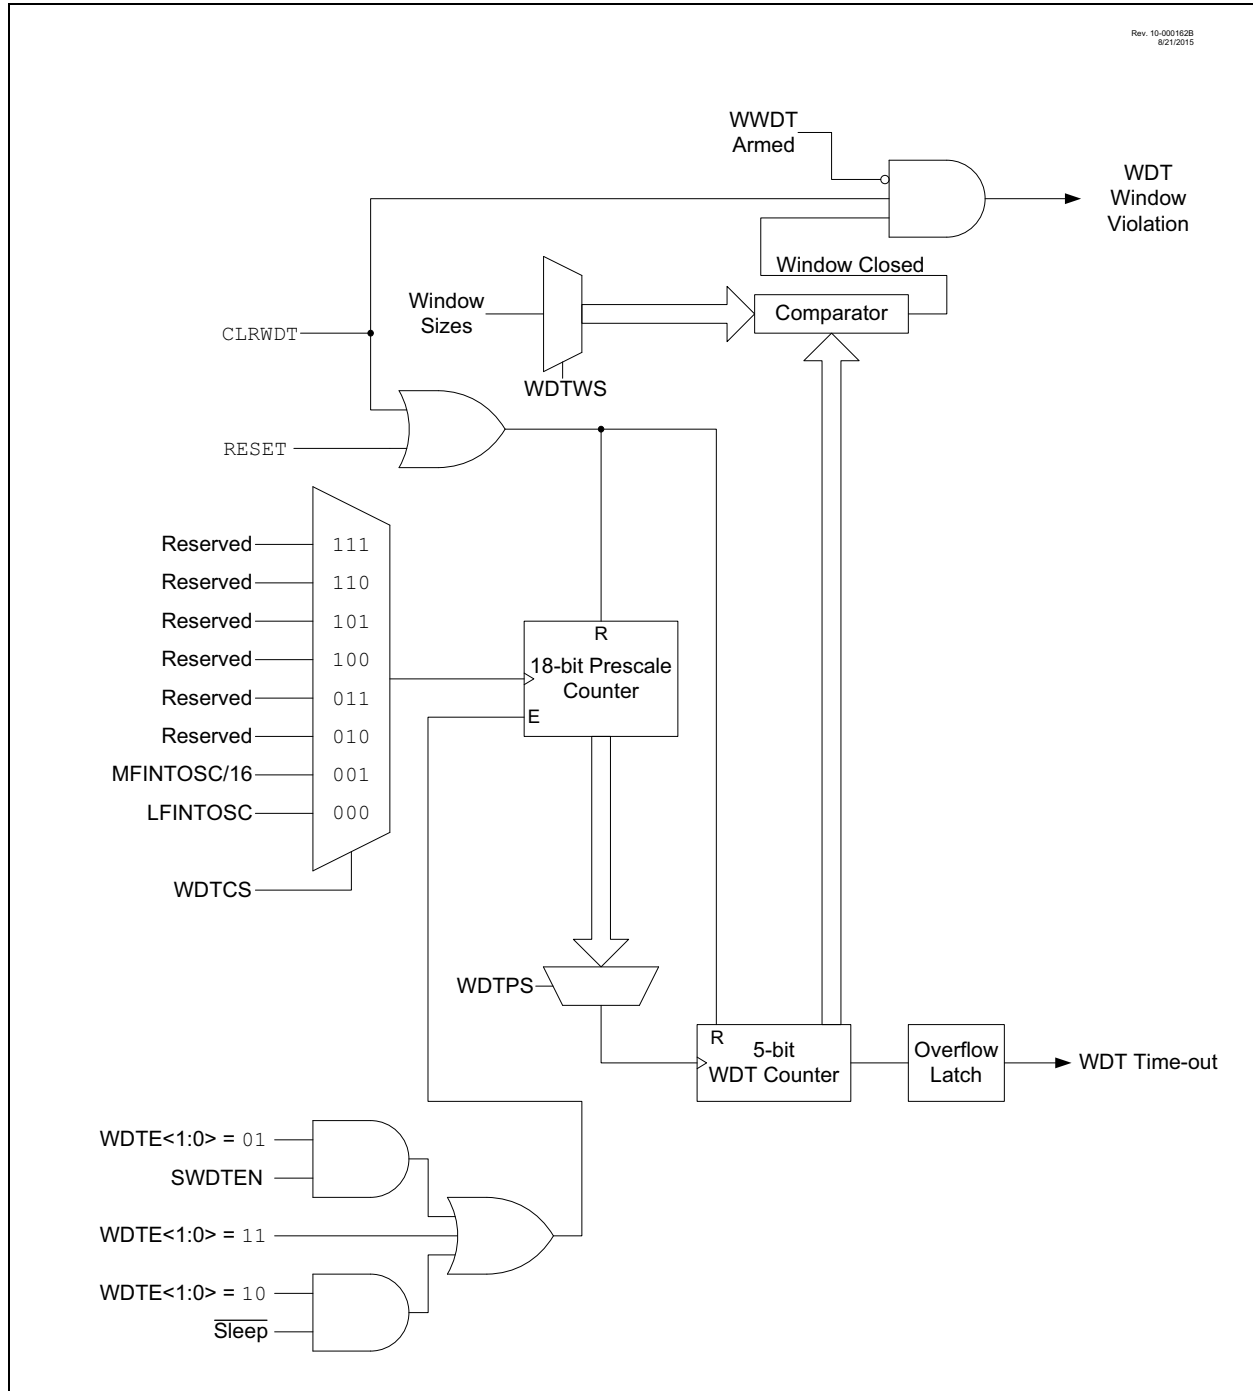 Rev. 10-000162B
8/21/2015
WWDT
Armed
WDT
Window
Violation
Window Closed
Window
Sizes
Comparator
CLRWDT
WDTWS
RESET
Reserved 111
Reserved 110
Reserved 101
Reserved 100
Reserved 011
Reserved 010
MFINTOSC/16 001
LFINTOSC 000
WDTCS
R
18-bit Prescale
Counter
E
WDTPS
R
5-bit
WDT Counter
Overflow
Latch
WDT Time-out
WDTE<1:0> = 01
SWDTEN
WDTE<1:0> = 11
WDTE<1:0> = 10
Sleep